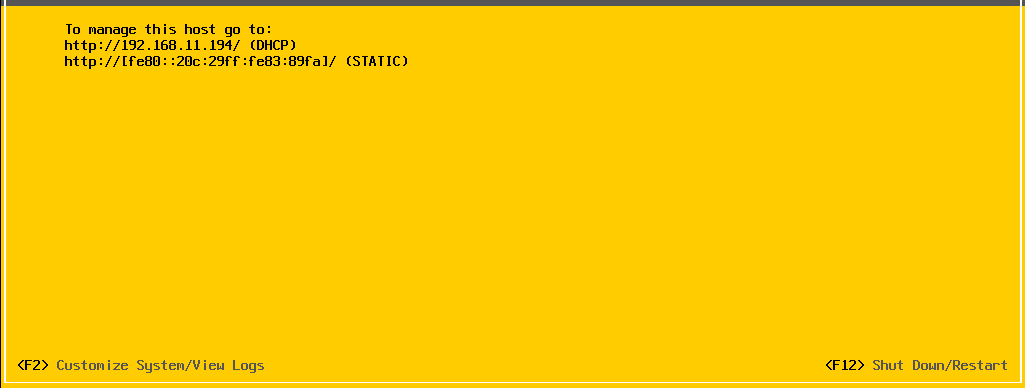 To manage this host go to:
http://192.168.11.194/ (DHCP)
http://[fe80::20c:29ff:fe83:89fa]/ (STATIC)
<F2> Customize System/View Logs
<F12> Shut Down/Restart